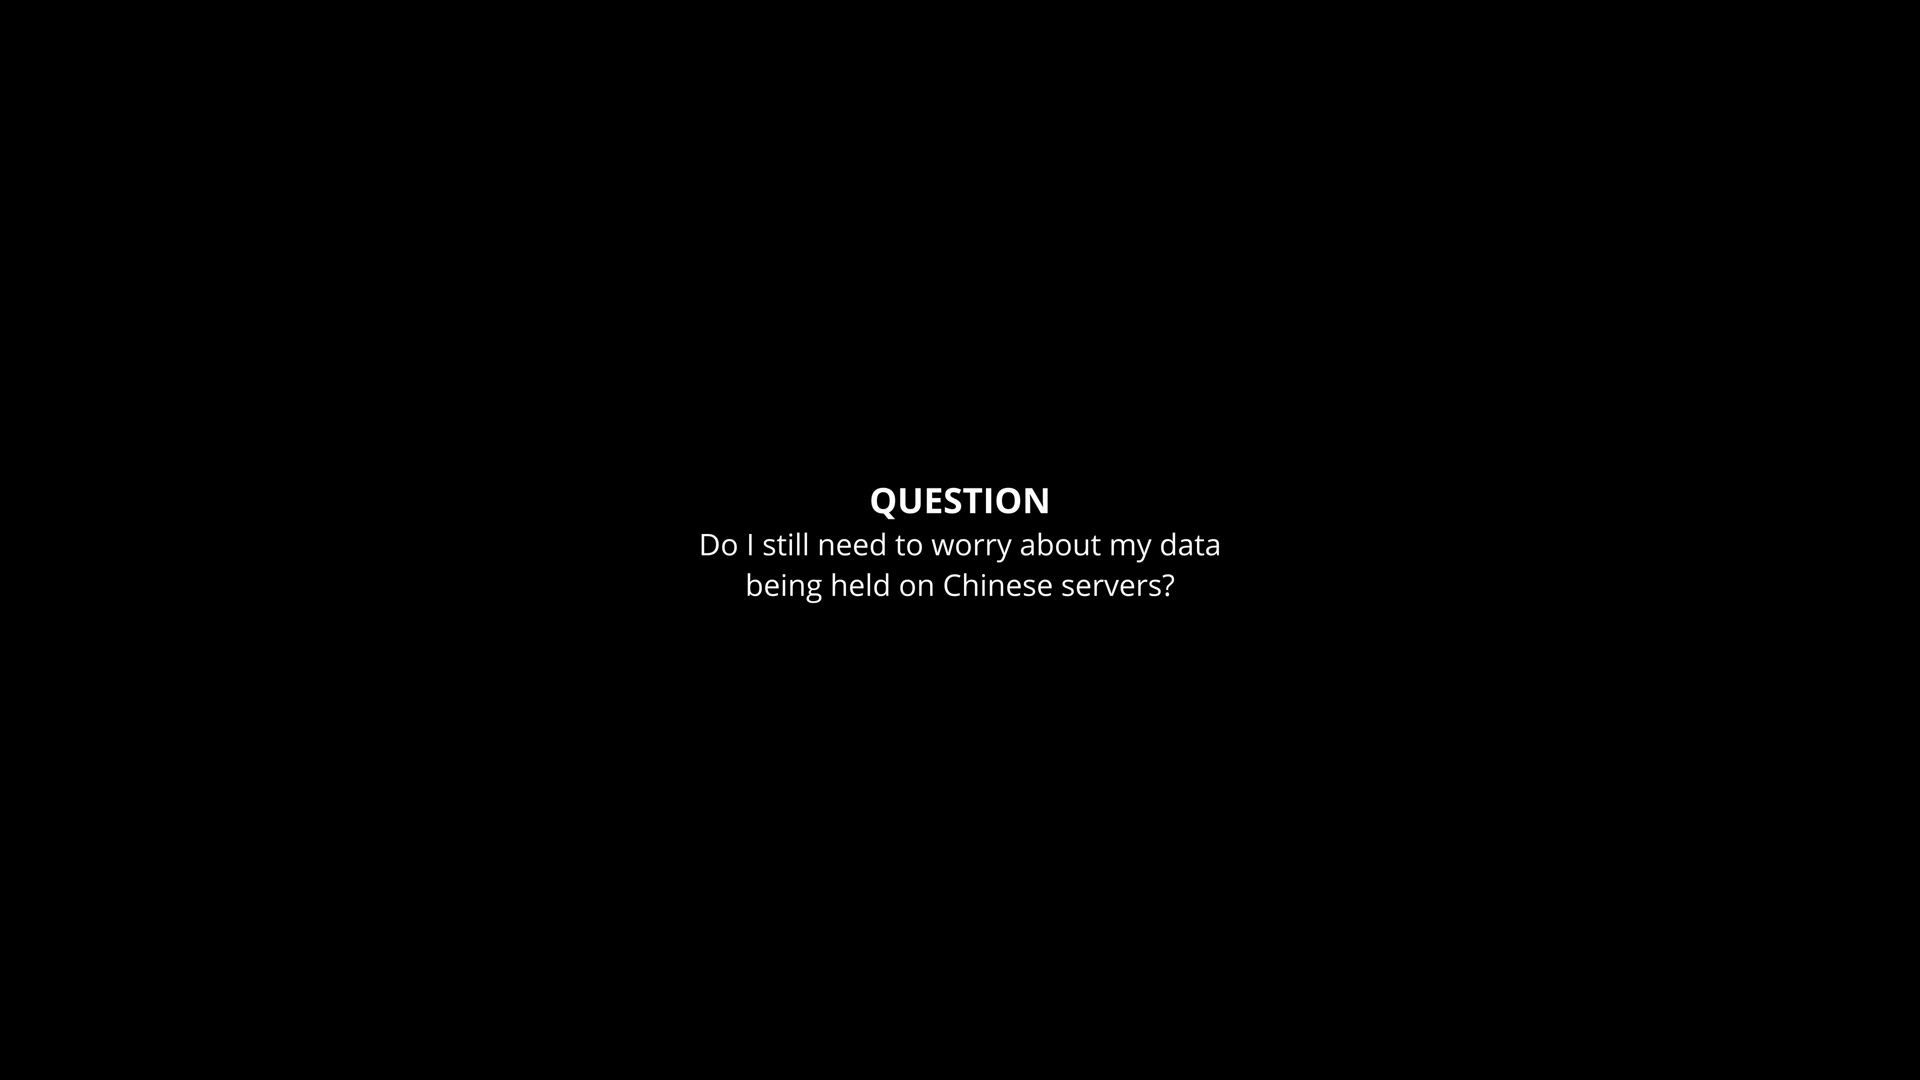 QUESTION
Do I still need to worry about my data
being held on Chinese servers?